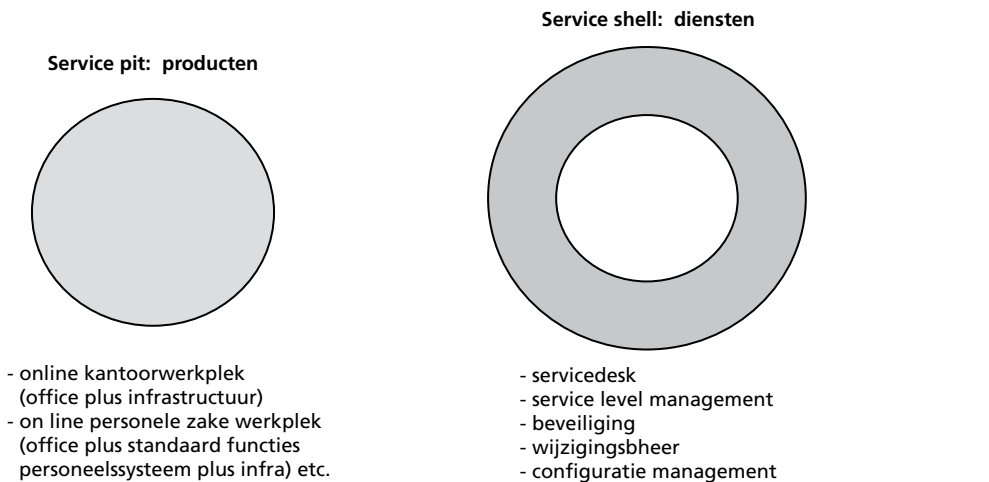 Service shell: diensten
Service pit: producten
- online kantoorwerkplek
(office plus infrastructuur)
- on line personele zake werkplek
(office plus standaard functies
personeelssysteem plus infra) etc.
- servicedesk
- service level management
- beveiliging
- wijzigingsbheer
- configuratie management